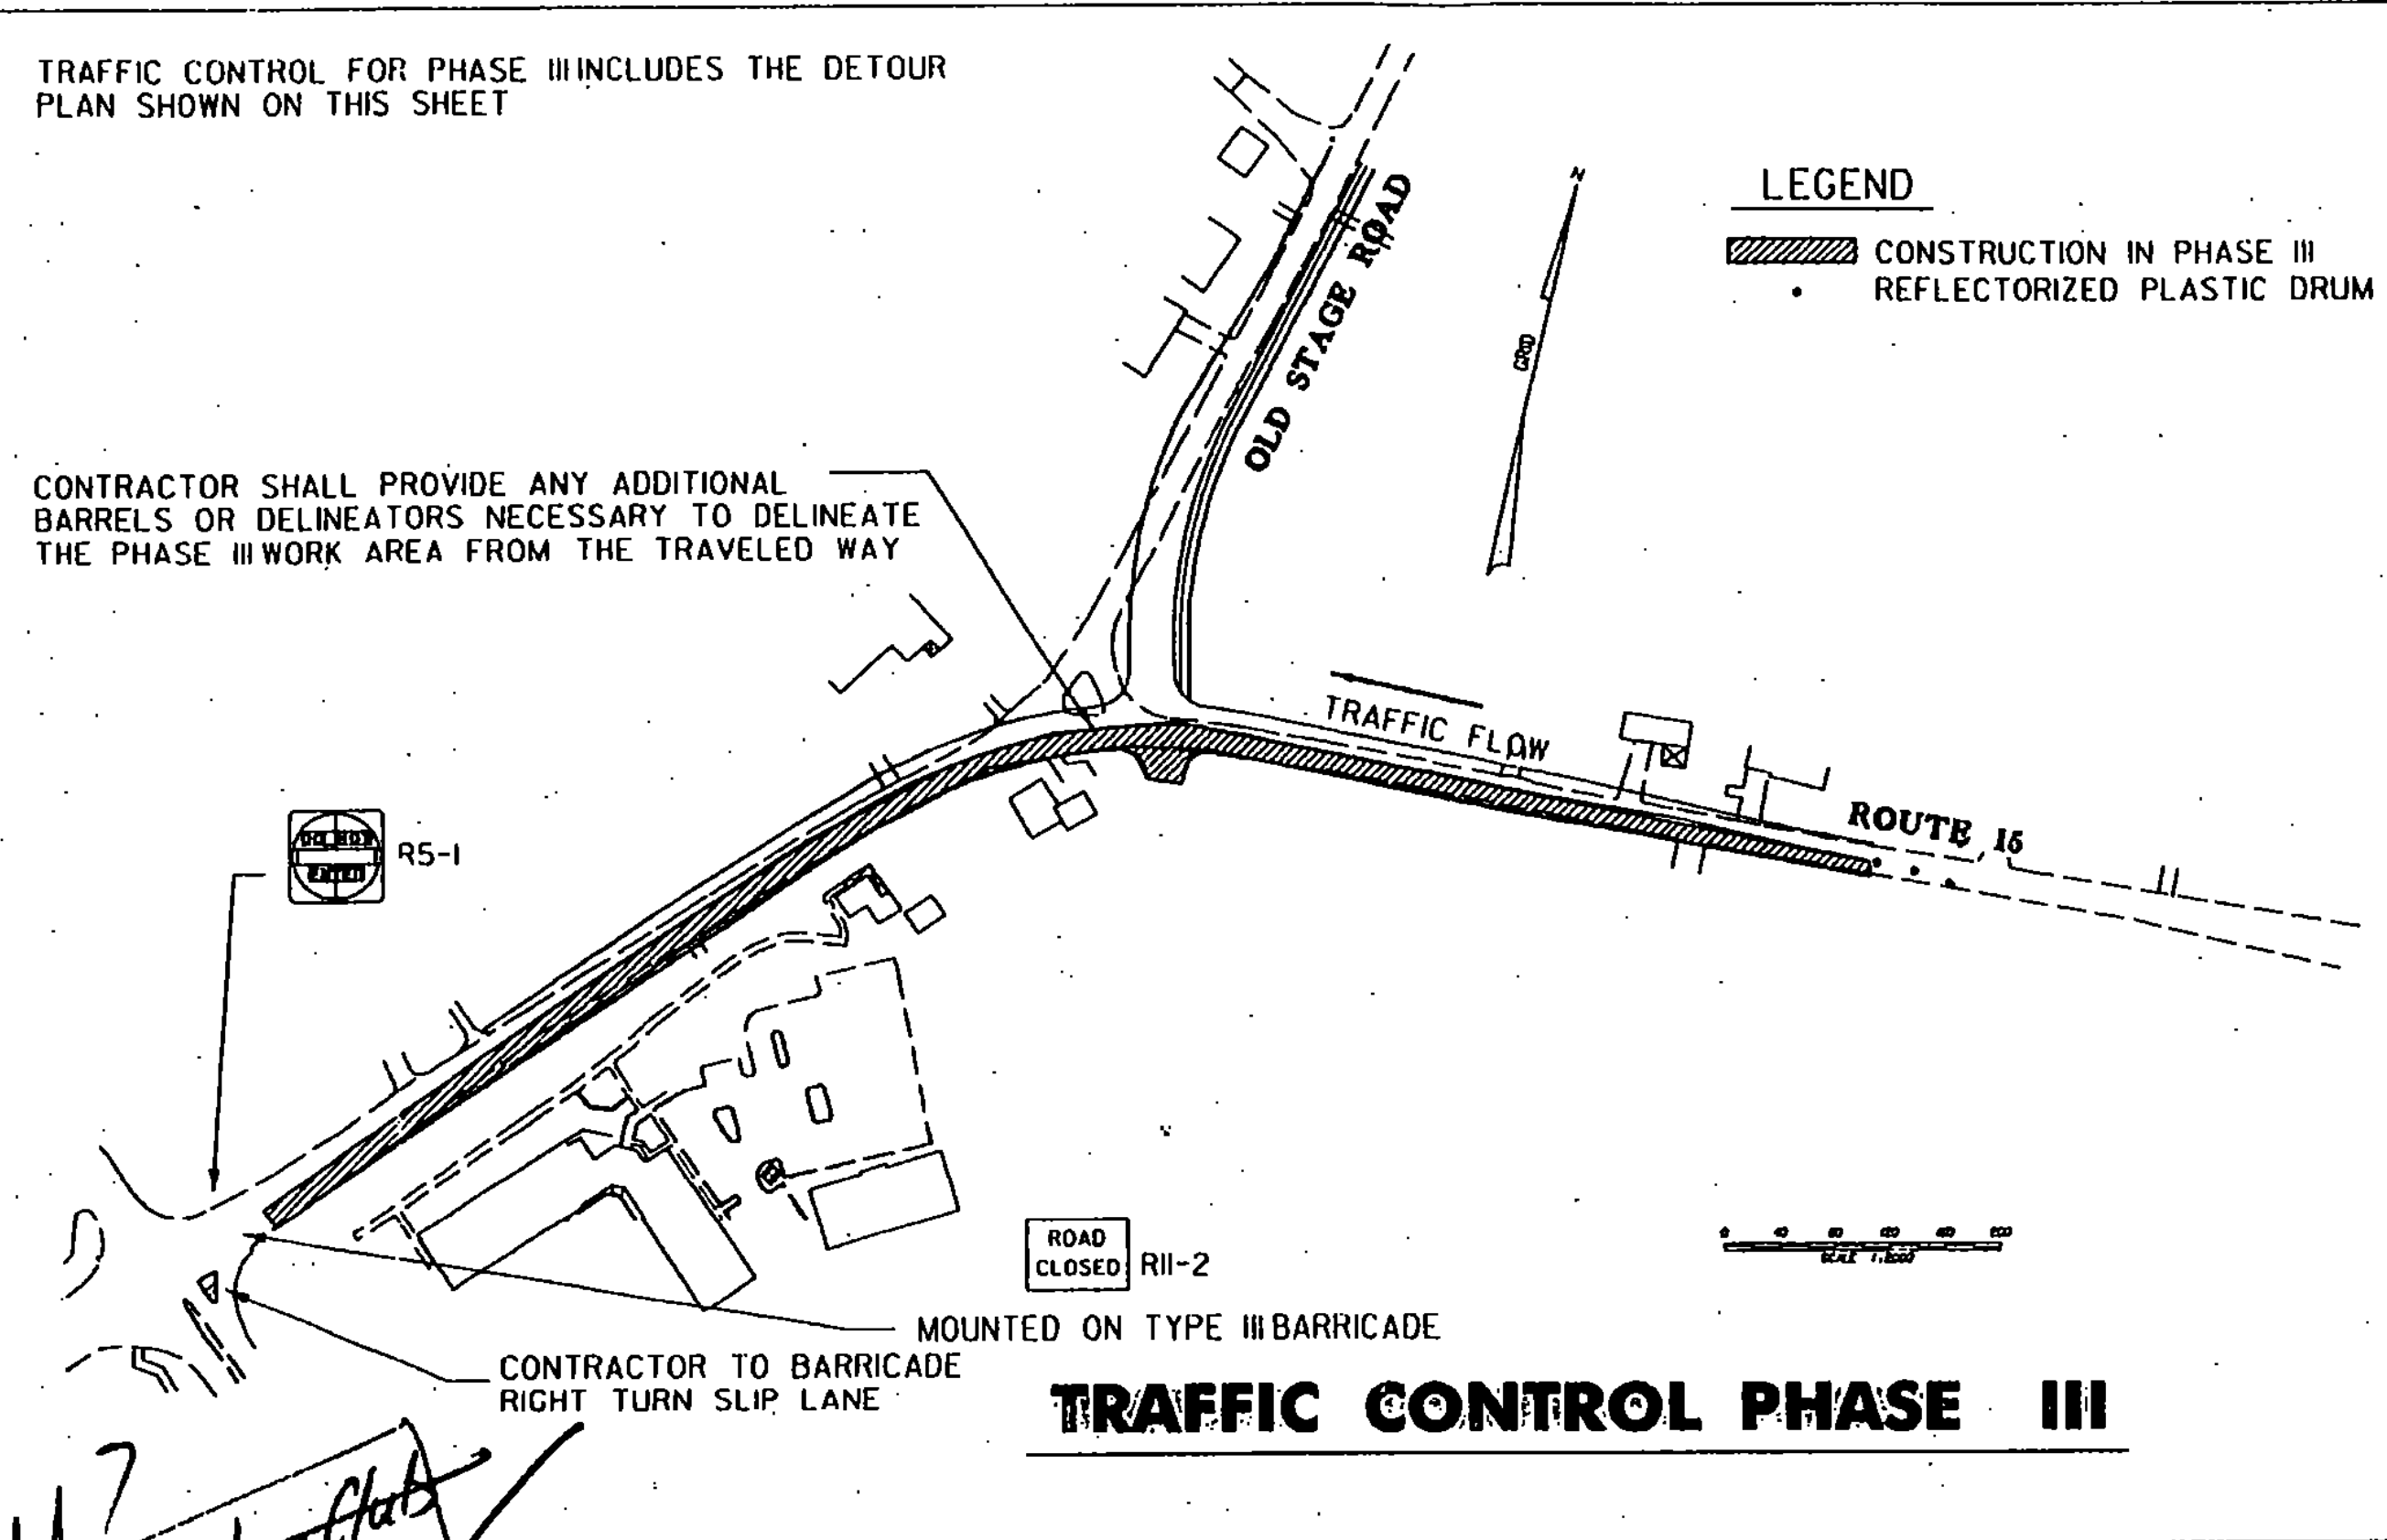 TRAFFIC CONTROL FOR PHASE III INCLUDES THE DETOUR
PLAN SHOWN ON THIS SHEET
LEGEND
CONSTRUCTION IN PHASE III
REFLECTORIZED PLASTIC DRUM
N
OLD STAGE ROAD
CONTRACTOR SHALL PROVIDE ANY ADDITIONAL
BARRELS OR DELINEATORS NECESSARY TO DELINEATE
THE PHASE III WORK AREA FROM THE TRAVELED WAY
TRAFFIC FLOW
ROUTE 15
DO NOT
ENTER
R5-1
ROAD
CLOSED
R11-2
MOUNTED ON TYPE III BARRICADE
CONTRACTOR TO BARRICADE
RIGHT TURN SLIP LANE
TRAFFIC CONTROL PHASE III